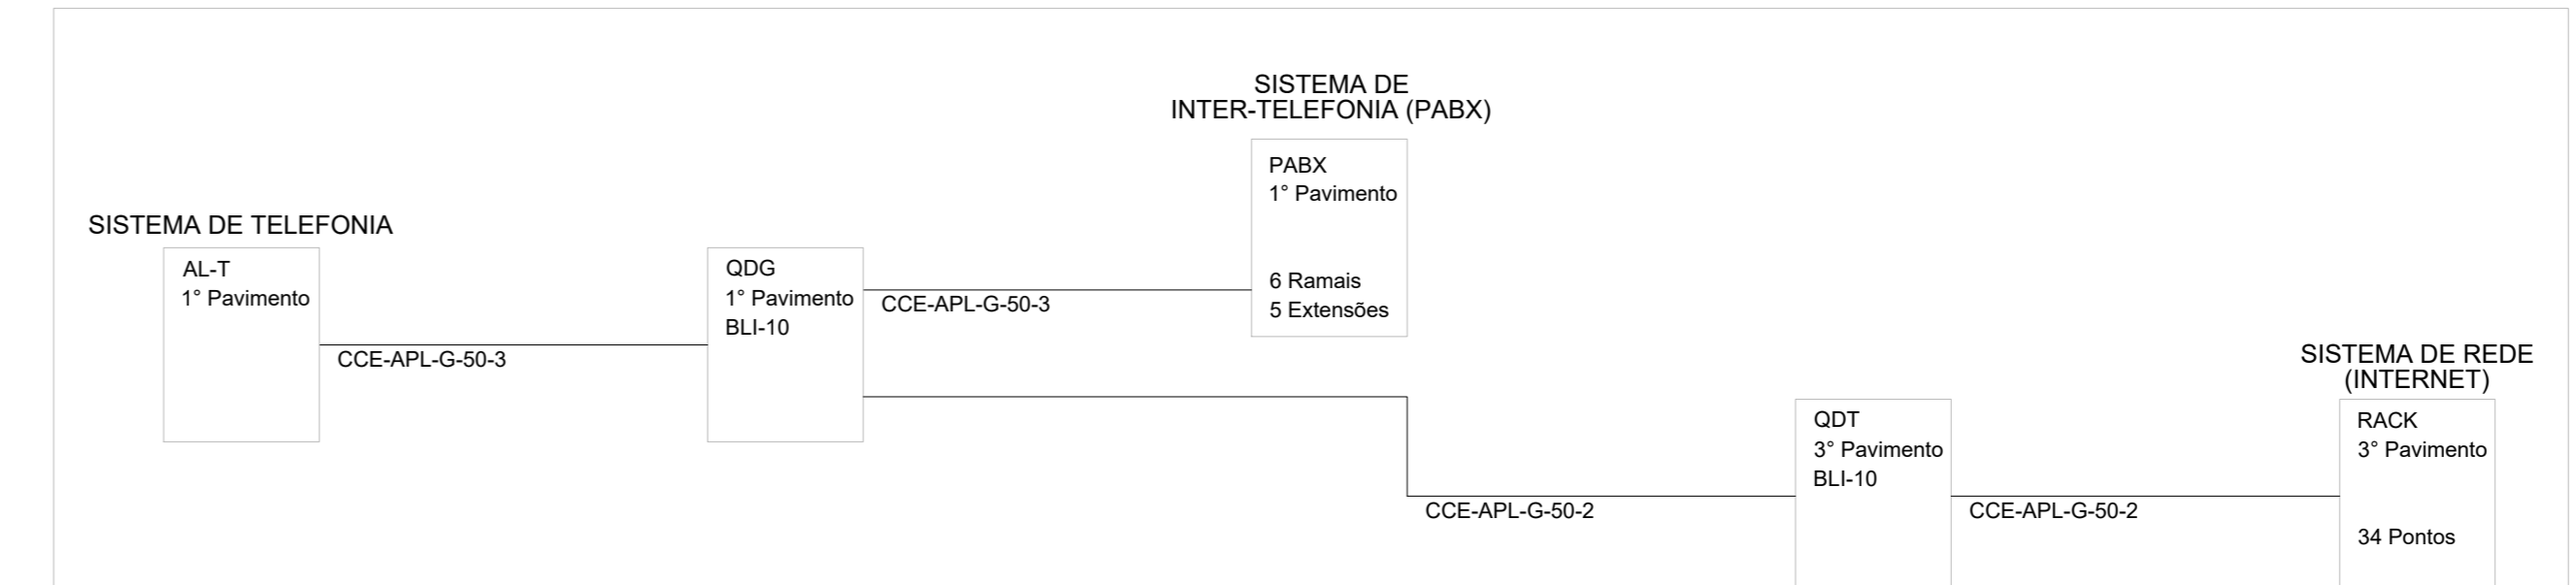 SISTEMA DE TELEFONIA
AL-T
1° Pavimento
CCE-APL-G-50-3
QDG
1° Pavimento
BLI-10
CCE-APL-G-50-3
SISTEMA DE
INTER-TELEFONIA (PABX)
PABX
1° Pavimento
6 Ramais
5 Extensões
CCE-APL-G-50-2
QDT
3° Pavimento
BLI-10
CCE-APL-G-50-2
SISTEMA DE REDE
(INTERNET)
RACK
3° Pavimento
34 Pontos